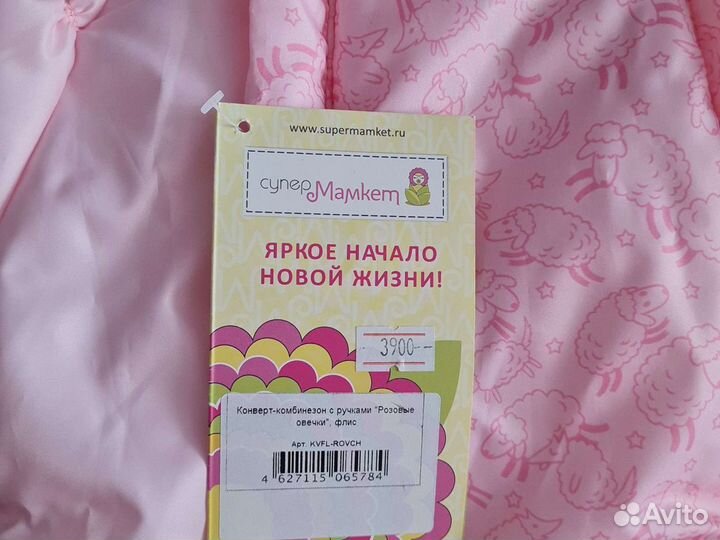 www.supermamket.ru
супер Мамкет
ЯРКОЕ НАЧАЛО
НОВОЙ ЖИЗНИ!
3900=
Конверт-комбинезон с ручками "Розовые
овечки", флис
Арт. KVFL-ROVCH
4 627115 065784
Avito